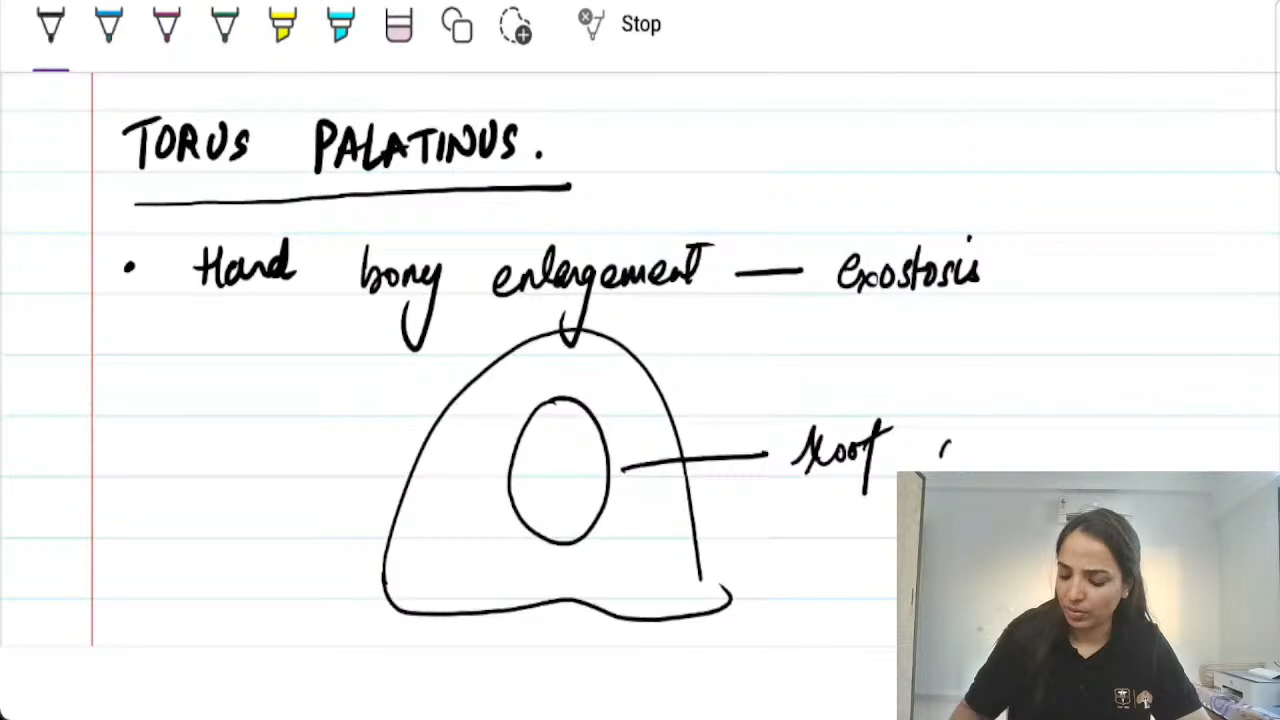 Stop
TORUS PALATINUS.
• Hard bony enlargement — exostosis
roof